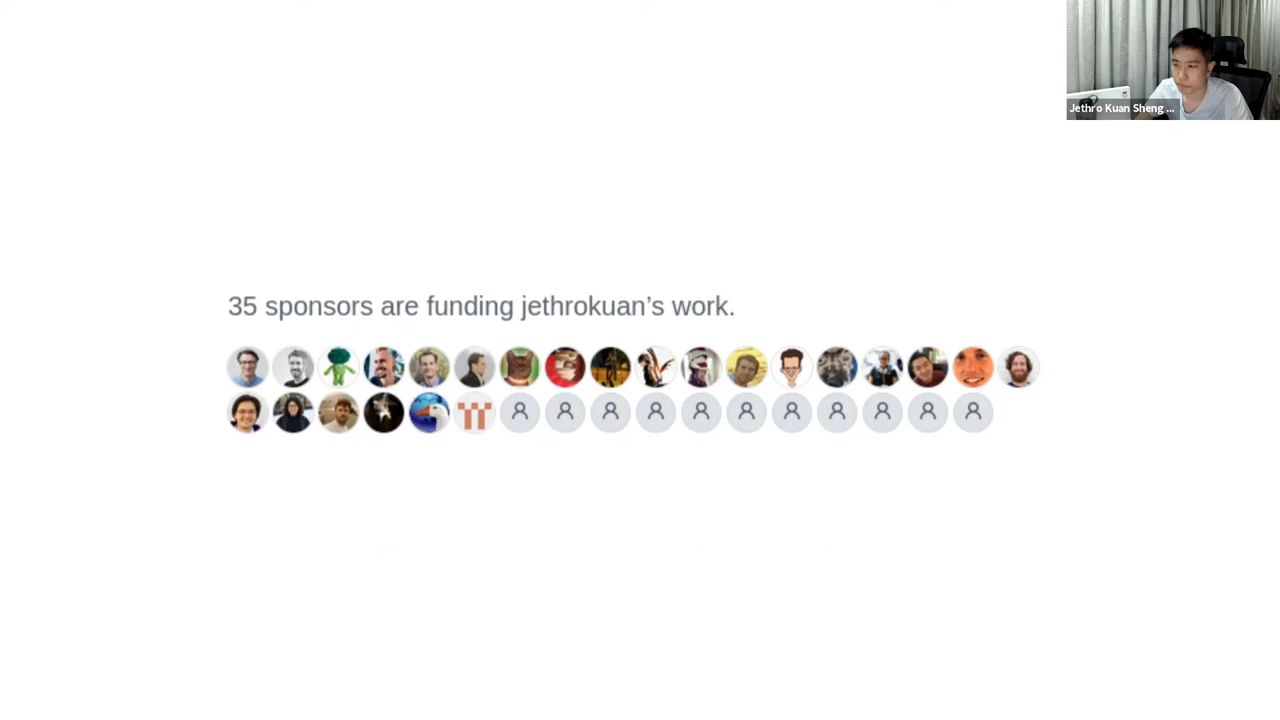 Jethro Kuan Sheng ...
35 sponsors are funding jethrokuan’s work.